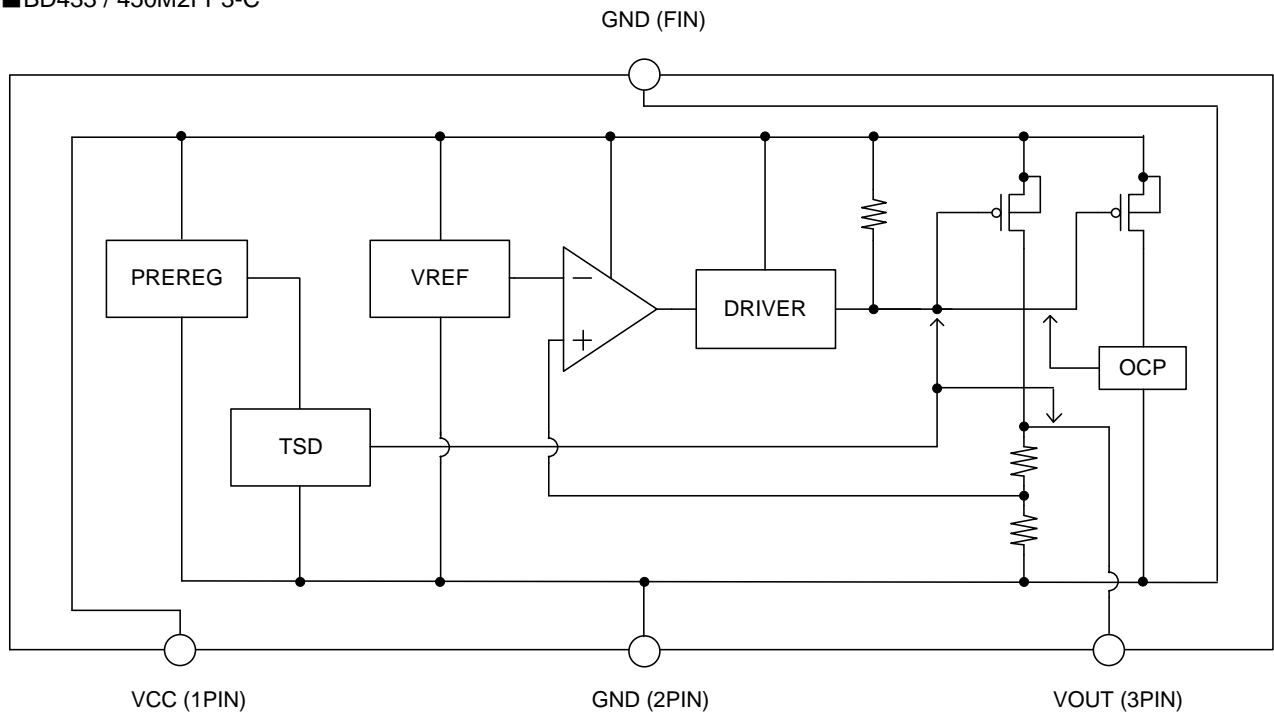 GND (FIN)
PREREG
VREF
DRIVER
OCP
TSD
VCC (1PIN)
GND (2PIN)
VOUT (3PIN)